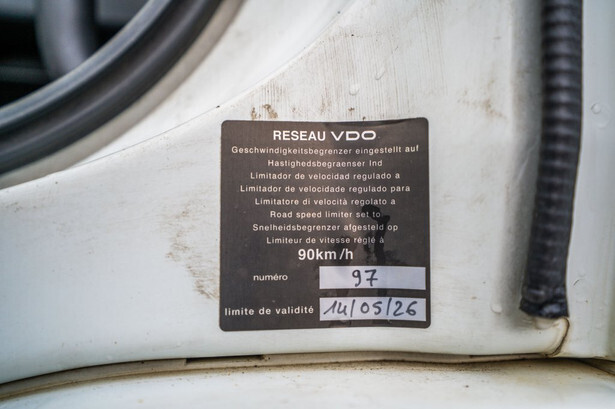 RESEAU VDO
Geschwindigkeitsbegrenzer eingestellt auf
Hastighedsbegraenser Ind
Limitador de velocidad regulado a
Limitador de velocidade regulado para
Limitatore di velocità regolato a
Road speed limiter set to
Snelheidsbegrenzer afgesteld op
Limiteur de vitesse réglé à
90km/h
numéro 97
limite de validité 14/05/26